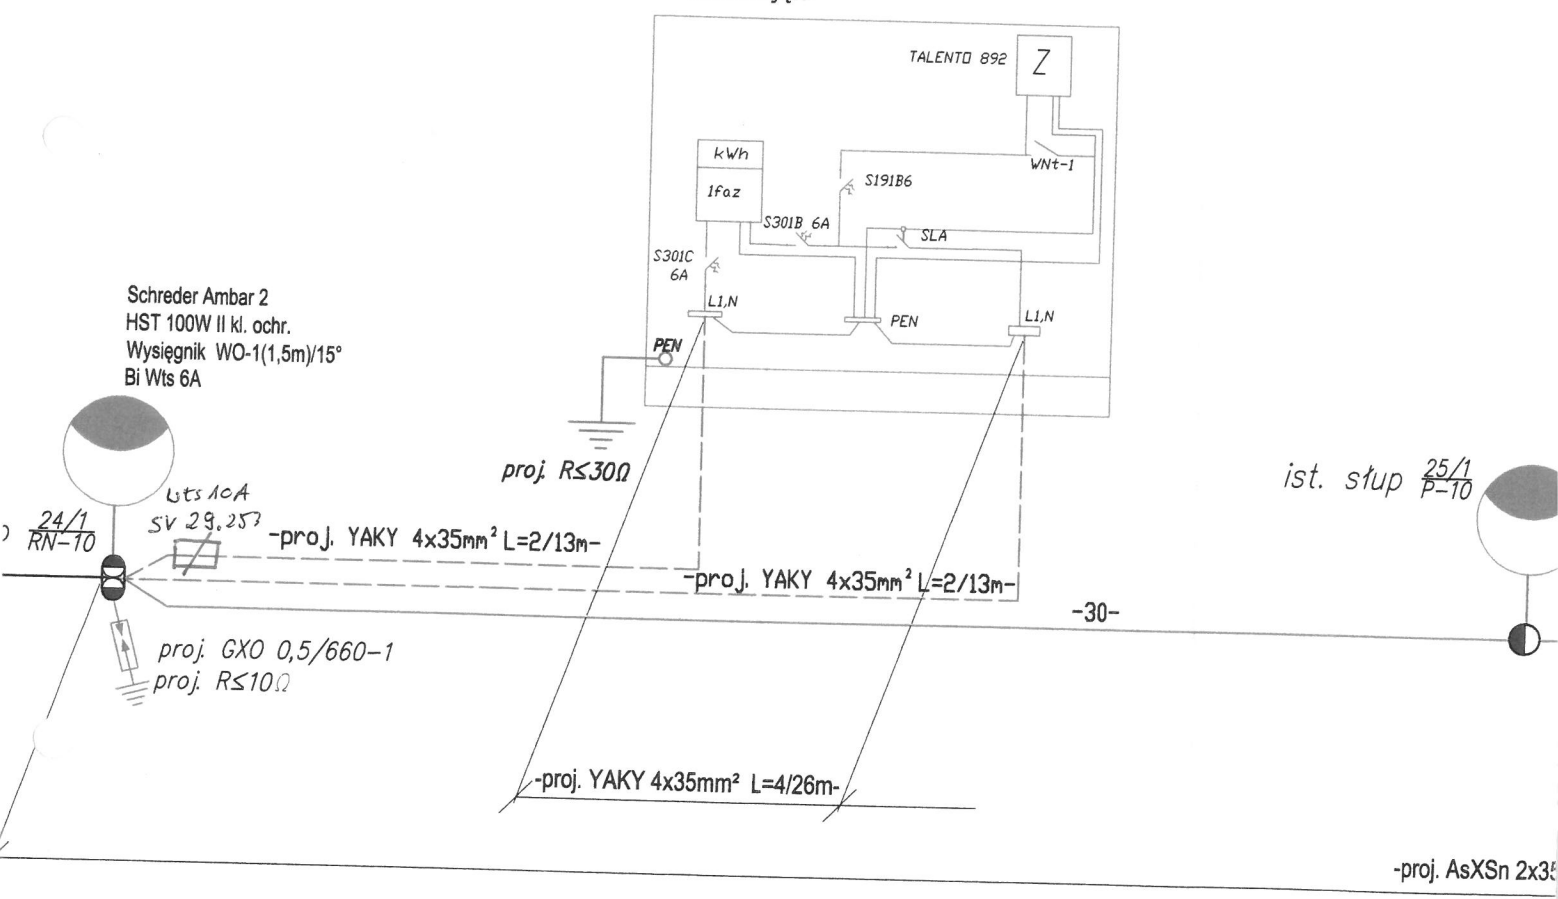 TALENTO 892
Z
kWh
1faz
WNt-1
S191B6
S301B 6A
SLA
S301C
6A
L1,N
PEN
L1,N
PEN
Schreder Ambar 2
HST 100W II kl. ochr.
Wysięgnik WO-1(1,5m)/15°
Bi Wts 6A
proj. R≤30Ω
ist. słup 25/1
P-10
Wts 10A
SV 29.25
24/1
RN-10
-proj. YAKY 4x35mm² L=2/13m-
-proj. YAKY 4x35mm² L=2/13m-
-30-
proj. GXO 0,5/660-1
proj. R≤10Ω
-proj. YAKY 4x35mm² L=4/26m-
-proj. AsXSn 2x35